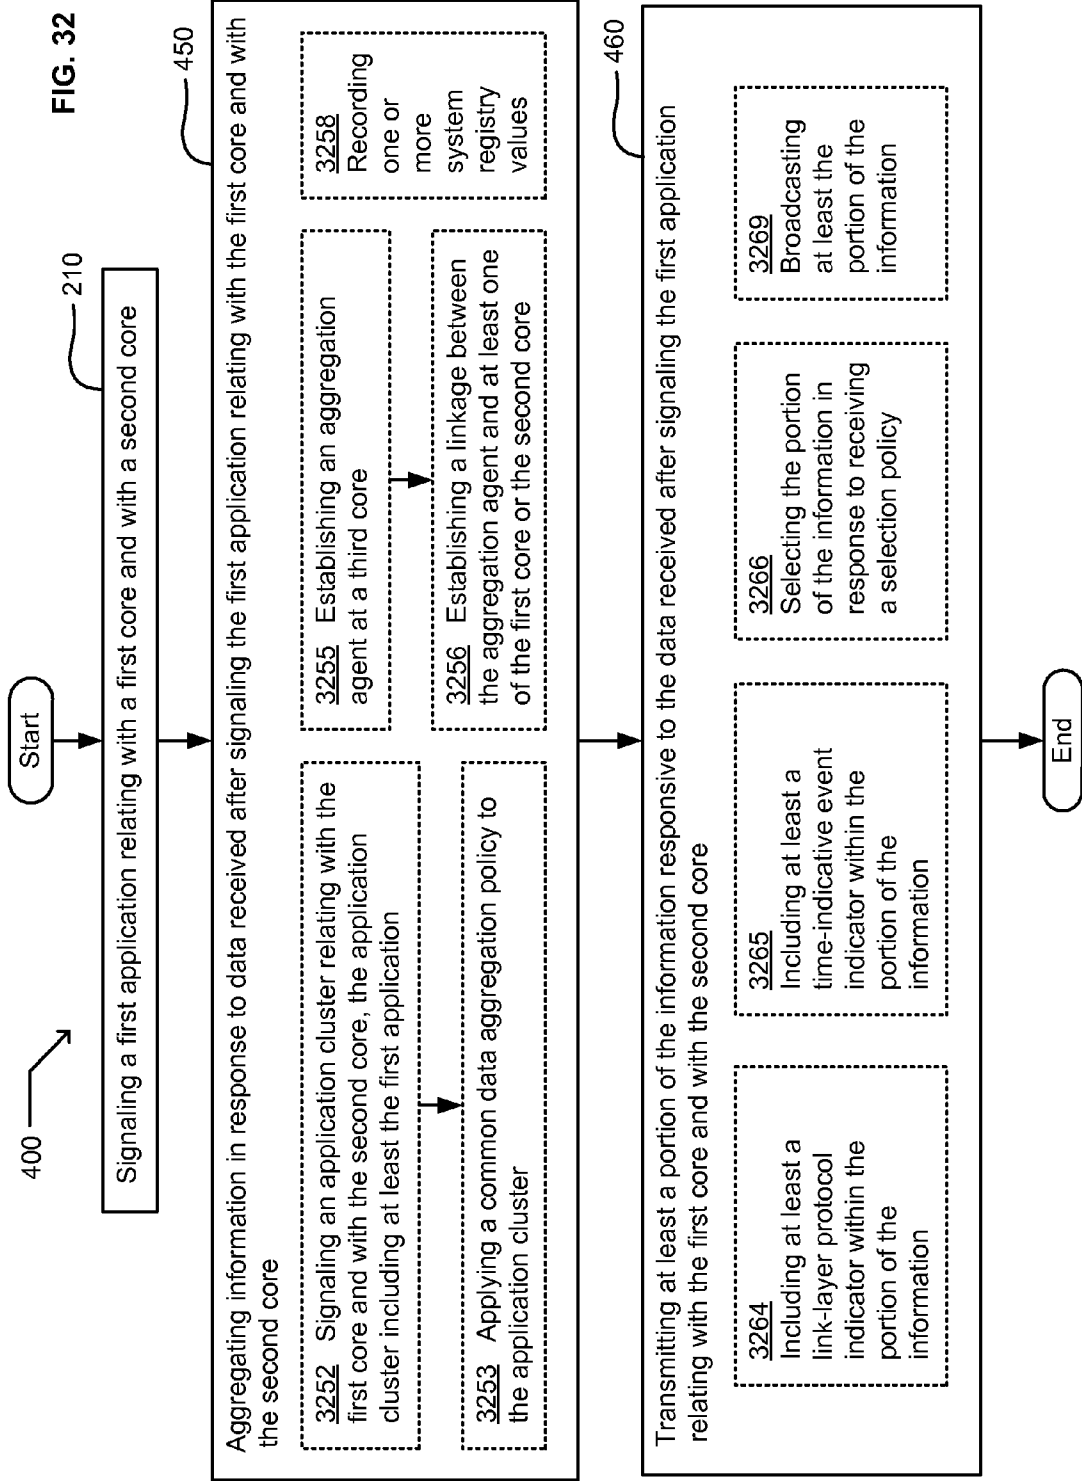 FIG. 32
400
Start
210
Signaling a first application relating with a first core and with a second core
450
Aggregating information in response to data received after signaling the first application relating with the first core and with
the second core
3252 Signaling an application cluster relating with the
first core and with the second core, the application
cluster including at least the first application
3253 Applying a common data aggregation policy to
the application cluster
3255 Establishing an aggregation
agent at a third core
3256 Establishing a linkage between
the aggregation agent and at least one
of the first core or the second core
3258
Recording
one or
more
system
registry
values
460
Transmitting at least a portion of the information responsive to the data received after signaling the first application
relating with the first core and with the second core
3264
Including at least a
link-layer protocol
indicator within the
portion of the
information
3265
Including at least a
time-indicative event
indicator within the
portion of the
information
3266
Selecting the portion
of the information in
response to receiving
a selection policy
3269
Broadcasting
at least the
portion of the
information
End